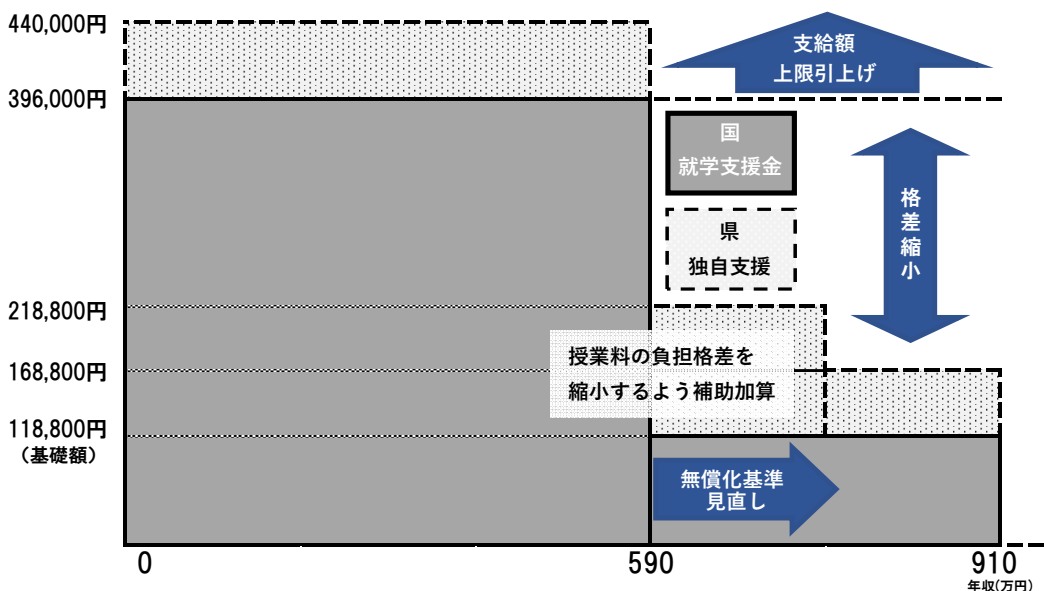 440,000円
支給額
上限引上げ
396,000円
国
就学支援金
県
独自支援
格差縮小
218,800円
授業料の負担格差を
縮小するよう補助加算
168,800円
118,800円
（基礎額）
無償化基準
見直し
0
590
910
年収(万円)